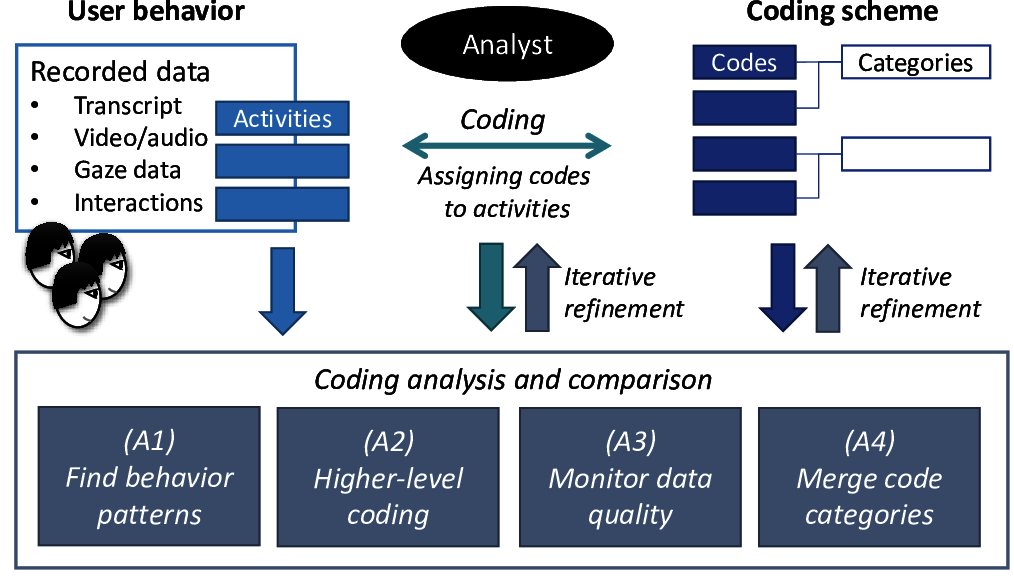 User behavior
Analyst
Coding scheme
Recorded data
• Transcript
• Video/audio
• Gaze data
• Interactions
Activities
Coding
Assigning codes
to activities
Codes
Categories
Iterative
refinement
Iterative
refinement
Coding analysis and comparison
(A1)
Find behavior
patterns
(A2)
Higher-level
coding
(A3)
Monitor data
quality
(A4)
Merge code
categories